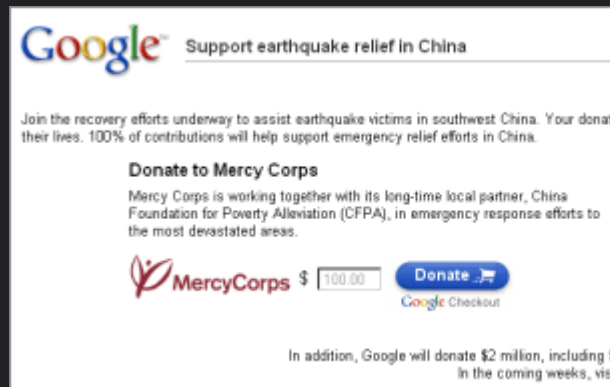 Google™ Support earthquake relief in China
Join the recovery efforts underway to assist earthquake victims in southwest China. Your donat
their lives. 100% of contributions will help support emergency relief efforts in China.
Donate to Mercy Corps
Mercy Corps is working together with its long-time local partner, China
Foundation for Poverty Alleviation (CFPA), in emergency response efforts to
the most devastated areas.
MercyCorps $ 100.00 Donate
Google Checkout
In addition, Google will donate $2 million, including
In the coming weeks, vis